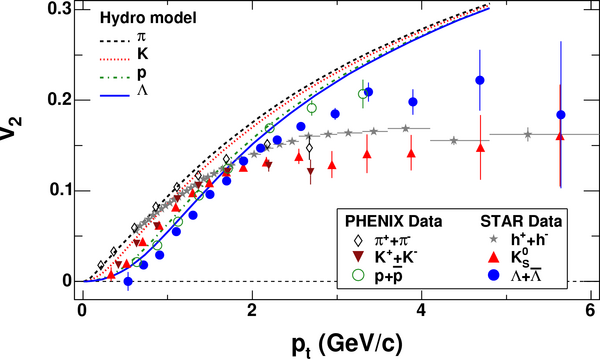 0.3
0.2
0.1
0
V2
Hydro model
π
K
p
Λ
PHENIX Data
π⁺+π⁻
K⁺+K⁻
p+p̅
STAR Data
h⁺+h⁻
K⁰S
Λ+Λ̅
0 2 4 6
pt (GeV/c)